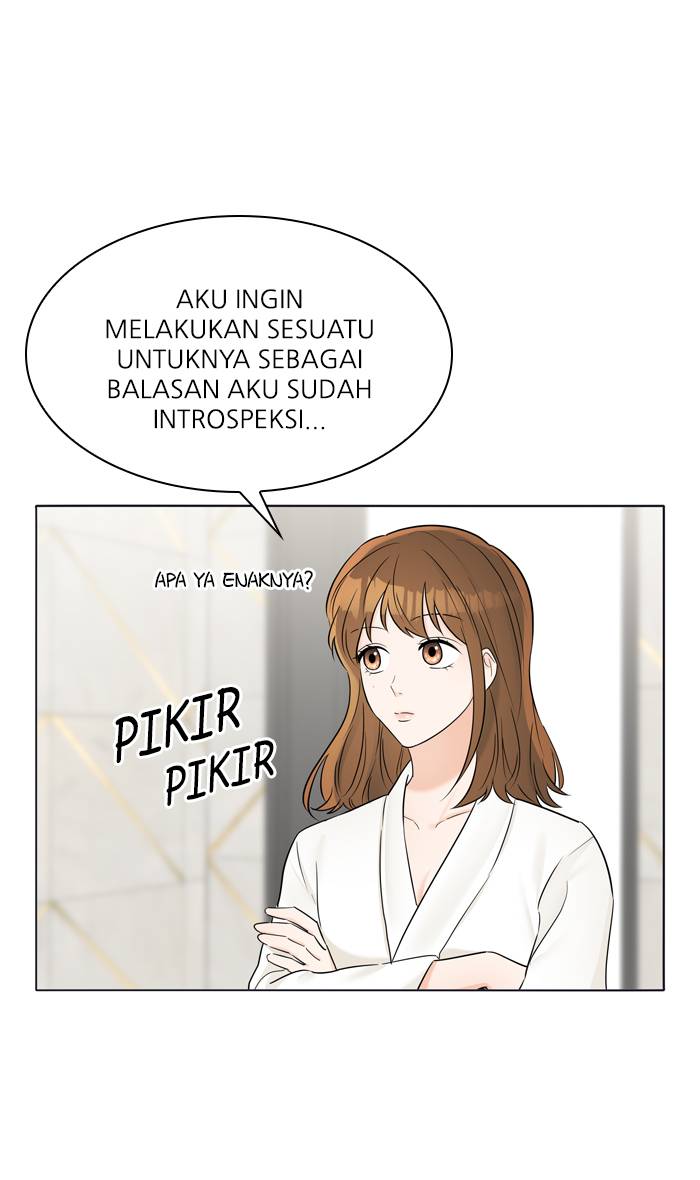 AKU INGIN
MELAKUKAN SESUATU
UNTUKNYA SEBAGAI
BALASAN AKU SUDAH
INTROSPEKSI...
APA YA ENAKNYA?
PIKIR
PIKIR